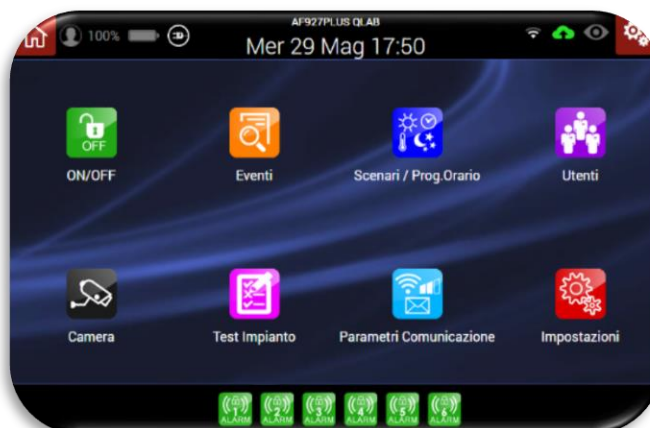 AF927PLUS QLAB
100%
Mer 29 Mag 17:50
OFF
ON/OFF
Eventi
Scenari / Prog.Orario
Utenti
Camera
Test Impianto
Parametri Comunicazione
Impostazioni
1 2 3 4 5 6
ALARM ALARM ALARM ALARM ALARM ALARM